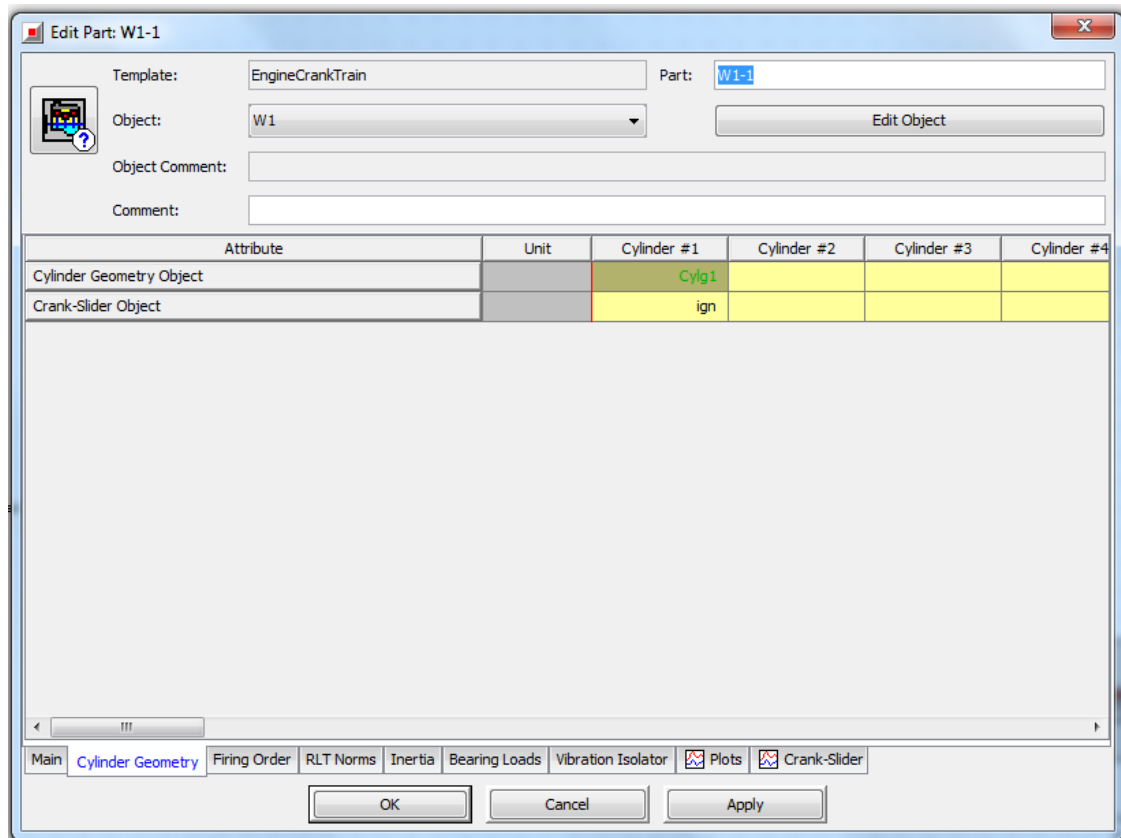 Edit Part: W1-1
Template: EngineCrankTrain Part: W1-1
Object: W1 Edit Object
Object Comment:
Comment:
Attribute Unit Cylinder #1 Cylinder #2 Cylinder #3 Cylinder #4
Cylinder Geometry Object Cylg1
Crank-Slider Object ign
Main Cylinder Geometry Firing Order RLT Norms Inertia Bearing Loads Vibration Isolator Plots Crank-Slider
OK Cancel Apply